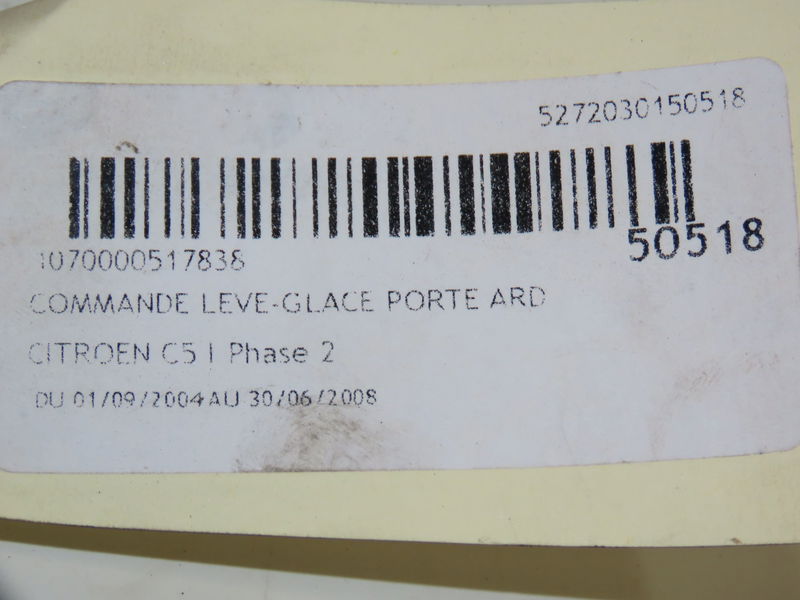 5272030150518
50518
1070000517838
COMMANDE LEVE-GLACE PORTE ARD
CITROEN C5 I Phase 2
DU 01/09/2004 AU 30/06/2008